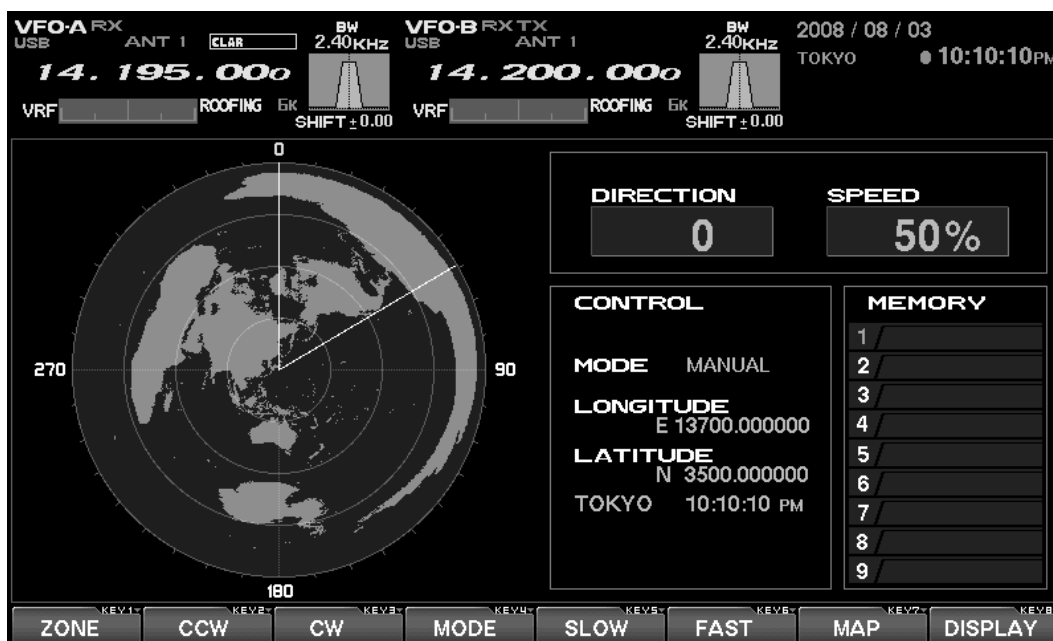 VFO-A RX
USB ANT 1 CLAR
BW
2.40KHz
14.195.000
VRF ROOFING 6K
SHIFT ± 0.00
VFO-B RX TX
USB ANT 1
BW
2.40KHz
14.200.000
VRF ROOFING 6K
SHIFT ± 0.00
2008 / 08 / 03
TOKYO 10:10:10 PM
0
270
90
180
DIRECTION
0
SPEED
50%
CONTROL
MODE MANUAL
LONGITUDE
E 13700.000000
LATITUDE
N 3500.000000
TOKYO 10:10:10 PM
MEMORY
1
2
3
4
5
6
7
8
9
KEY1
ZONE
KEY2
CCW
KEY3
CW
KEY4
MODE
KEY5
SLOW
KEY6
FAST
KEY7
MAP
KEY8
DISPLAY